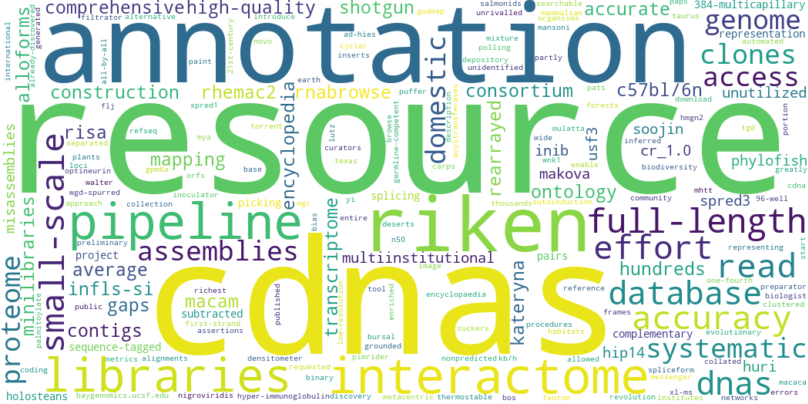 comprehensivehigh-quality
shotgun
accurate
384-multicapillary
genome
representation
alloforms
annotation
clones
access
construction
rhemac2
rnabrowse
consortium
c57bl/6n
unutilized
encyclopedia
domestic
resource
risa
mapping
misassemblies
small-scale
rearrayed
inib
usf3
soojin
cr_1.0
makova
ontology
spred3
phylofish
dnas
minilibraries
pipeline
riken
full-length
effort
assemblies
average
infls-si
gaps
contigs
proteome
macam
subtracted
cdnas
transcriptome
multiinstitutional
kateryna
pairs
hundreds
read
database
accuracy
complementary
hip14
systematic
huri
libraries
interactome
sequence-tagged
holosteans
nigroviridis
hyper-immunoglobulin
discovery
baygenomics.ucsf.edu
metrics
alignments
densitometer
first-strand
assertions
published
public
richest
project
preliminary
collection
approach
plants
loci
refseq
separated
optineurin
walter
wgd-spurred
inoculator
gpm6a
orfs
mya
torrent
base
lutz
curators
texas
picking
mgc
splicing
bias
entire
deserts
n50
image
tool
enriched
encyclopaedia
bursal
grounded
pimrider
requested
binary
nonpredicted
kb/h
metacentric
thermostable
bos
fantom
revolution
institutes
networks
messenger
spliceform
collated
xl-ms
errors
macaca
clustered
evolutionary
one-fourth
biologist
preparator
representing
start
frames
reference
procedures
habitats
allowed
suckers
thousands
autoinduction
community
mhtt
96-well
cdna
biodiversity
inferred
enable
wnk1
wide
mulatta
forests
download
pats
hmgn2
tgd
greatly
portion
carps
description
browse
germline-competent
acyltransferases
puffer
earth
inserts
cycler
ad-hies
alternative
filtrator
generated
international
already-discovered
all-by-all
paint
21st-century
novo
introduce
spred1
flj
gudmap
salmonids
unrivalled
mixture
polling
depository
unidentified
partly
mansoni
organisms
mammalian
searchable
paps
taurus
automated
coding
palmitoylate
yi